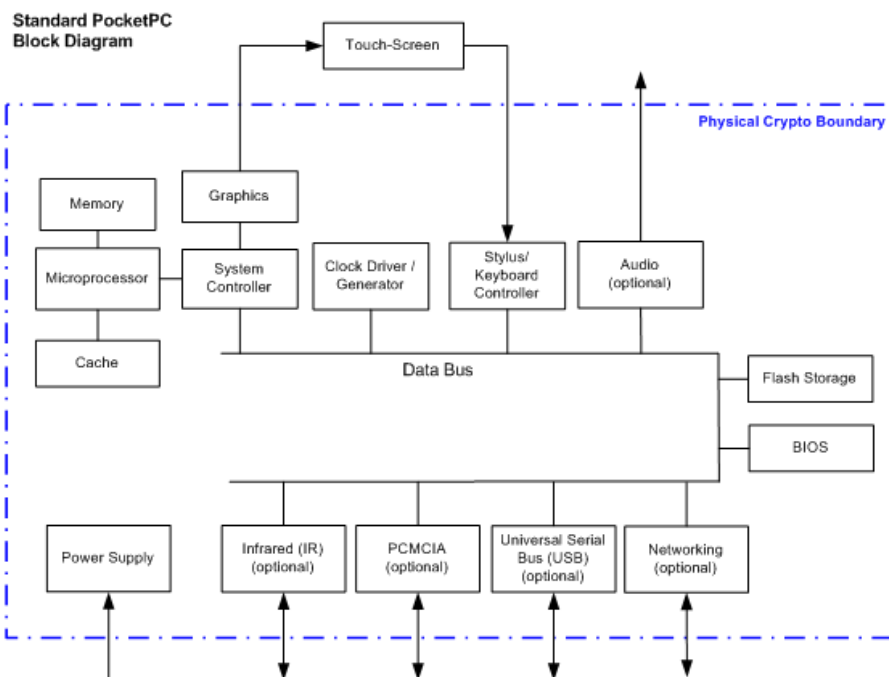 Standard PocketPC
Block Diagram
Touch-Screen
Physical Crypto Boundary
Memory
Graphics
Microprocessor
System
Controller
Clock Driver /
Generator
Stylus/
Keyboard
Controller
Audio
(optional)
Cache
Data Bus
Flash Storage
BIOS
Power Supply
Infrared (IR)
(optional)
PCMCIA
(optional)
Universal Serial
Bus (USB)
(optional)
Networking
(optional)